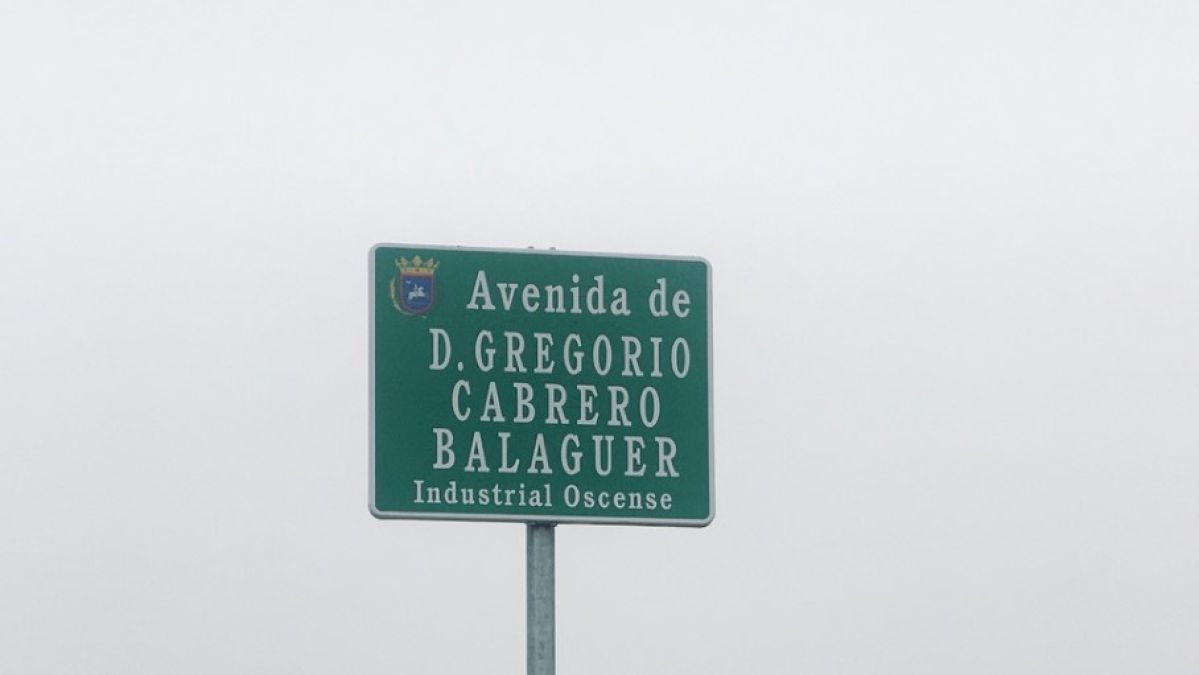 Avenida de
D. GREGORIO
CABRERO
BALAGUER
Industrial Oscense